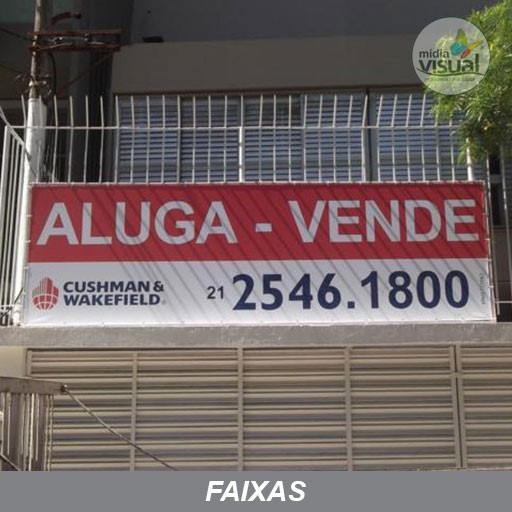 mídia
visual
ALUGA - VENDE
CUSHMAN &
WAKEFIELD
21 2546.1800
FAIXAS